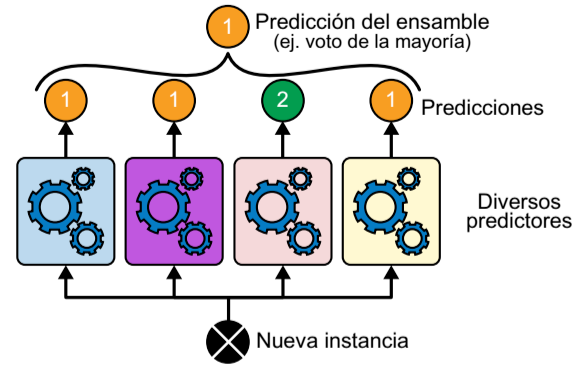 1
Predicción del ensamble
(ej. voto de la mayoría)
1 1 2 1
Predicciones
Diversos
predictores
Nueva instancia